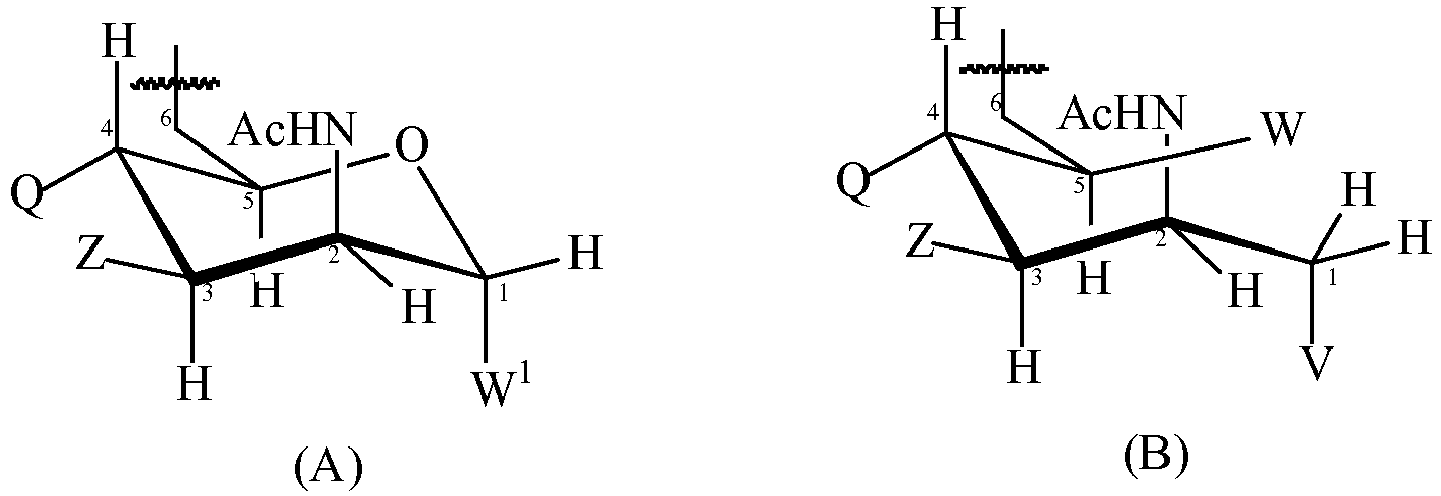 H H
4 6 AcHN O 4 6 AcHN W
Q 5 Q 5 H
Z 2 H Z 2 H
3 H H 1 3 H H 1
H W¹ H V
(A) (B)